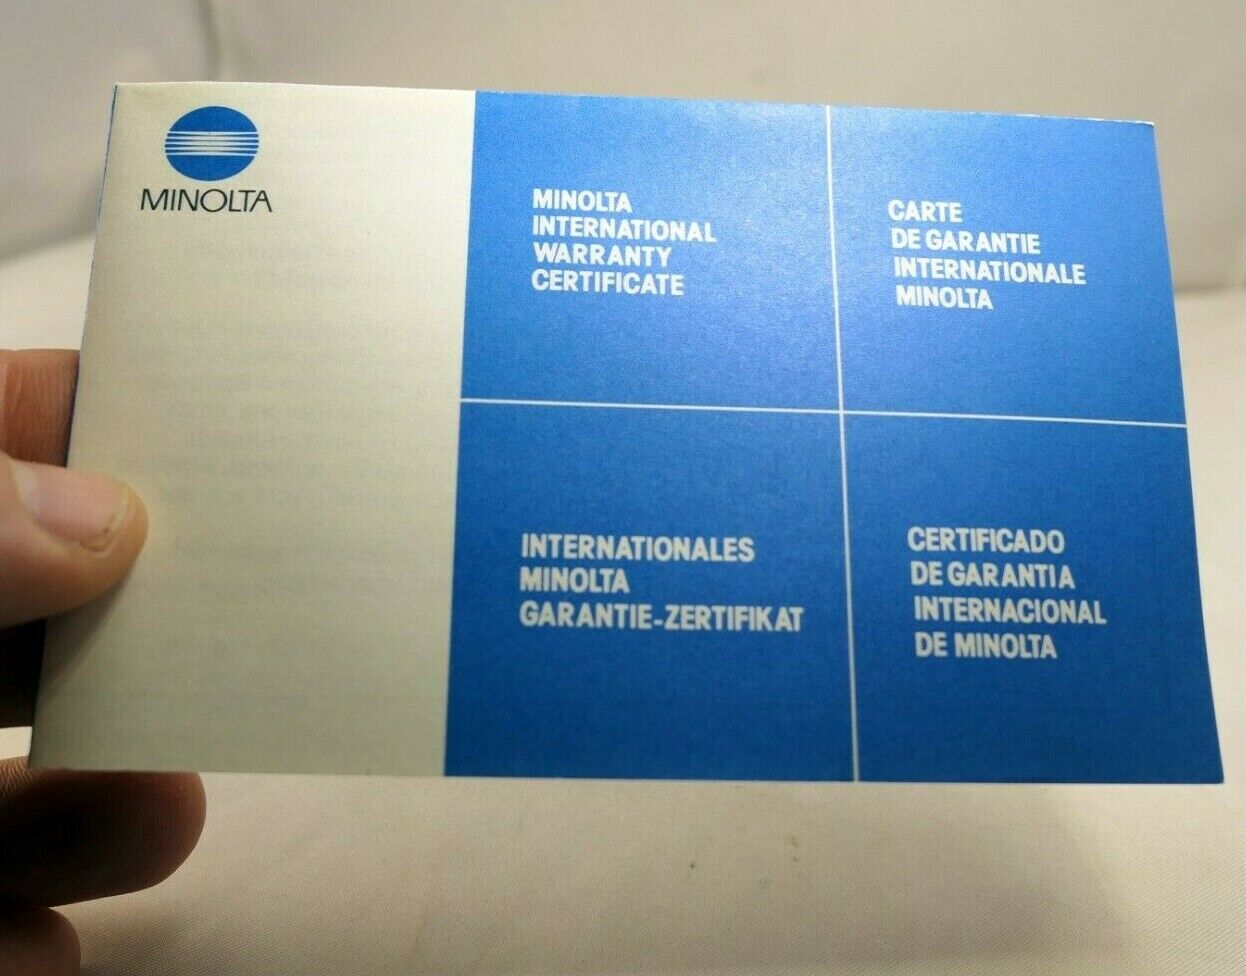 MINOLTA
MINOLTA
INTERNATIONAL
WARRANTY
CERTIFICATE
CARTE
DE GARANTIE
INTERNATIONALE
MINOLTA
INTERNATIONALES
MINOLTA
GARANTIE-ZERTIFIKAT
CERTIFICADO
DE GARANTIA
INTERNACIONAL
DE MINOLTA